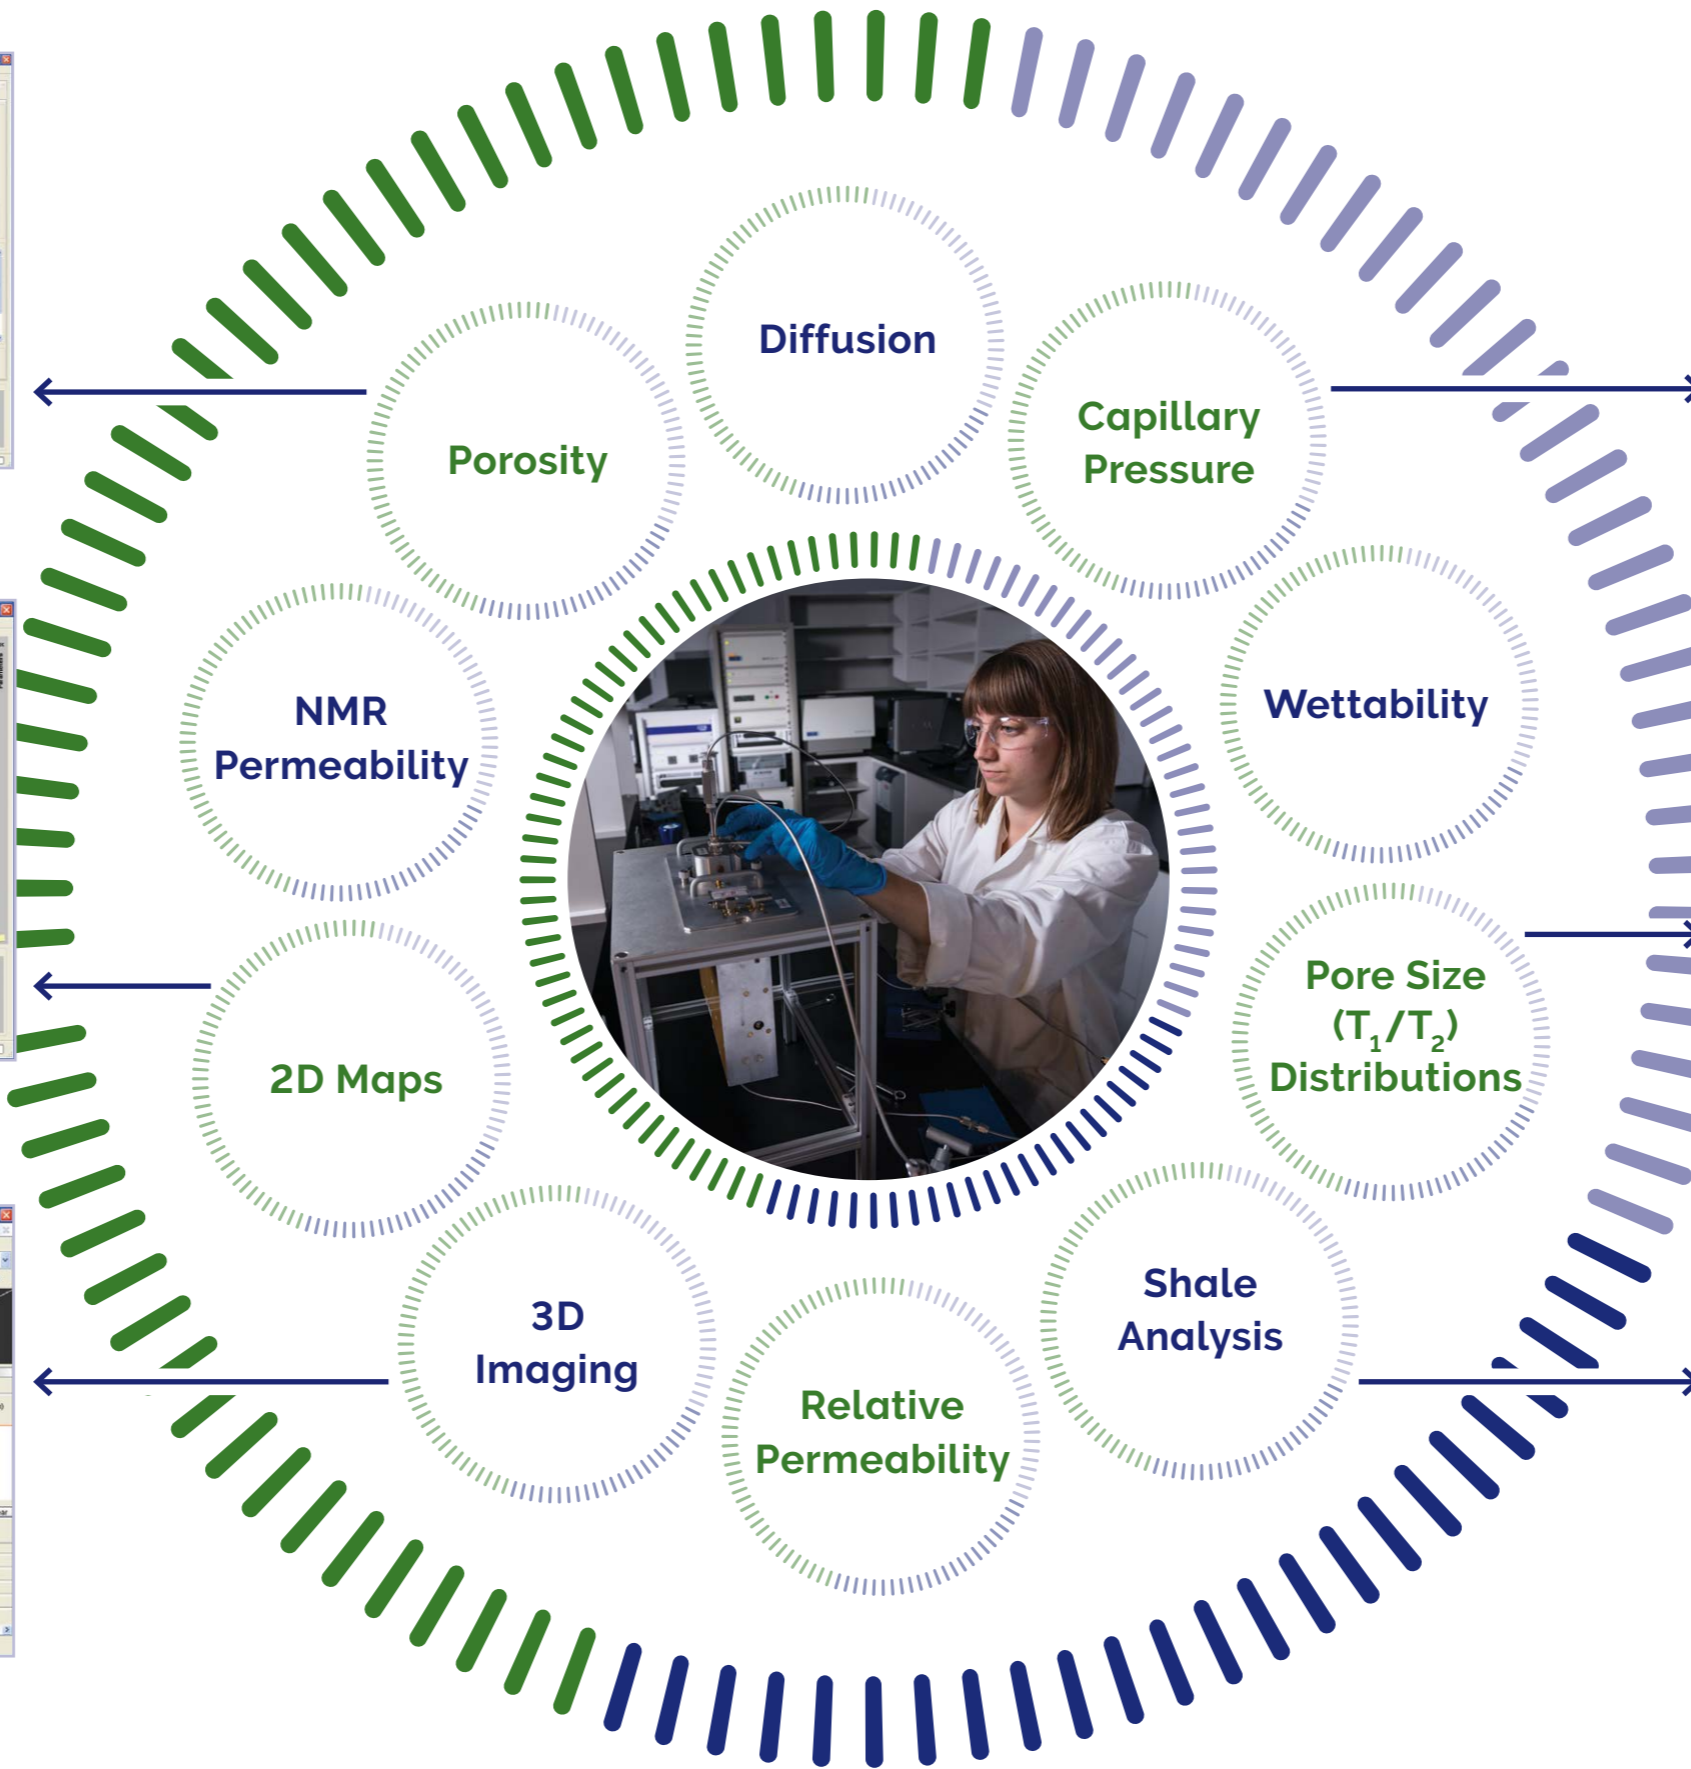 Diffusion
Capillary
Pressure
Porosity
Wettability
NMR
Permeability
Pore Size
(T₁/T₂)
Distributions
2D Maps
Shale
Analysis
3D
Imaging
Relative
Permeability